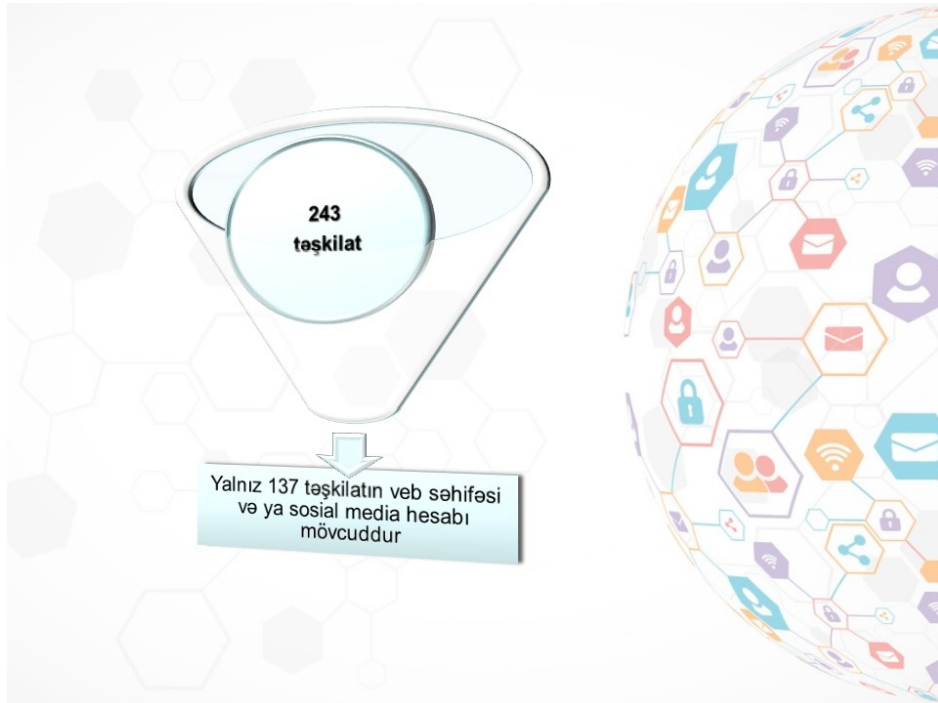 243
təşkilat
Yalnız 137 təşkilatın veb səhifəsi
və ya sosial media hesabı
mövcuddur